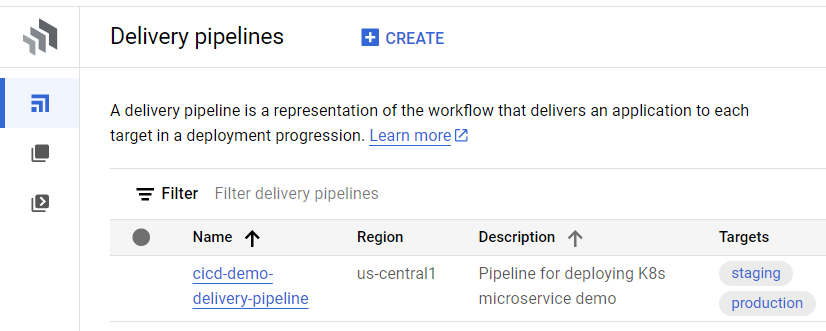 Delivery pipelines
CREATE
A delivery pipeline is a representation of the workflow that delivers an application to each
target in a deployment progression. Learn more
Filter Filter delivery pipelines
Name Region Description Targets
cicd-demo- us-central1 Pipeline for deploying K8s staging
delivery-pipeline microservice demo production